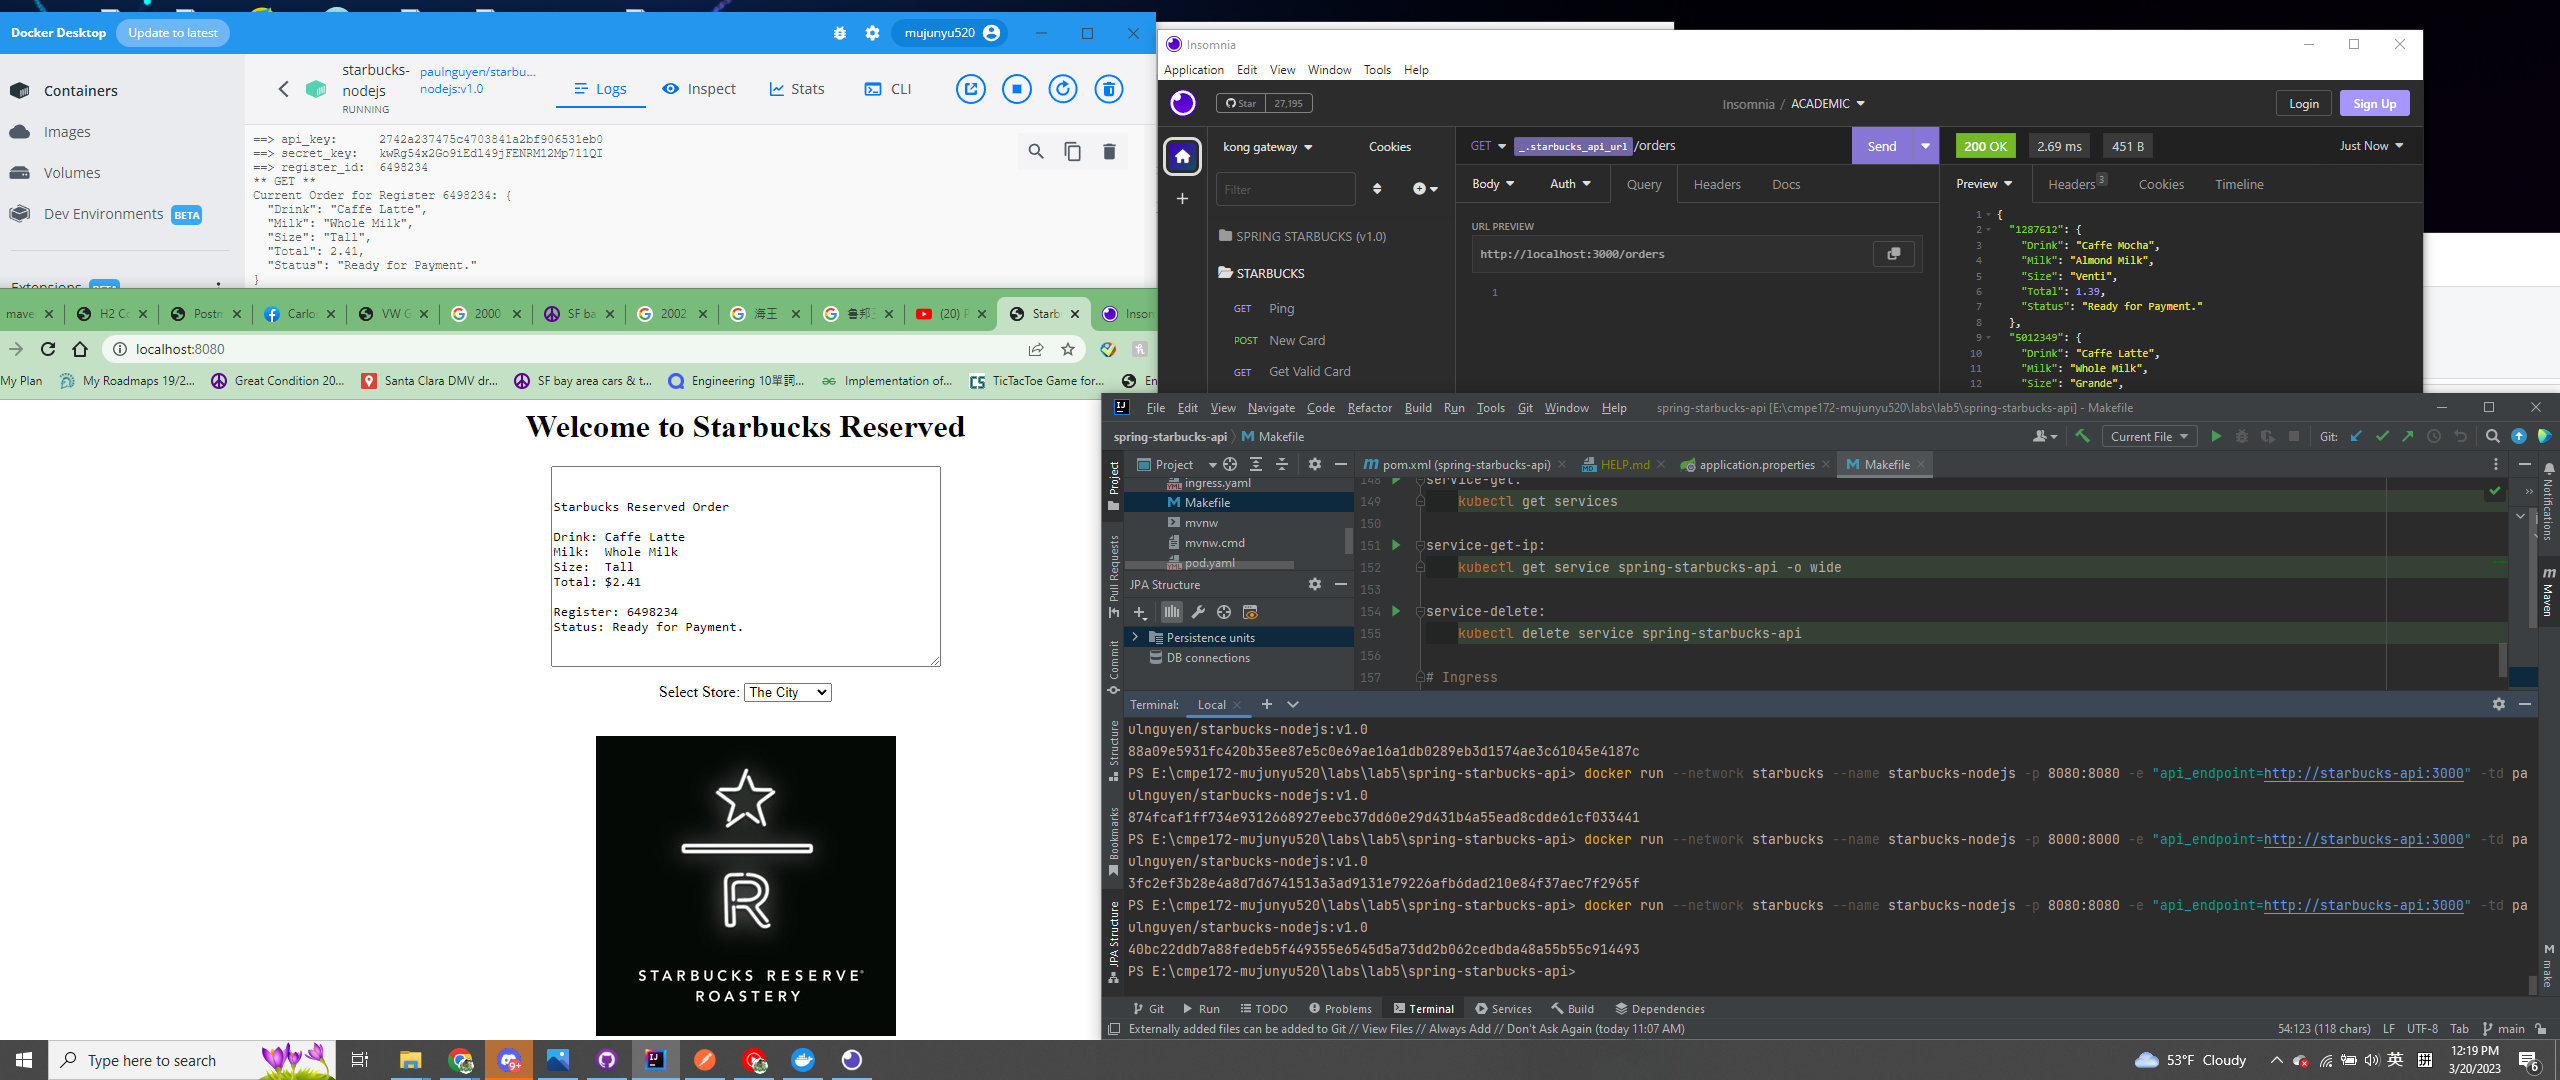 Docker Desktop
Update to latest
mujunyu520
Containers
Images
Volumes
Dev Environments
BETA
starbucks-
nodejs
RUNNING
paulnguyen/starbu...
nodejs:v1.0
Logs
Inspect
Stats
CLI
==> api_key:      2742a237475c4703841a2bf906531eb0
==> secret_key:
==> register_id:  6498234
** GET **
Current Order for Register 6498234: {
"Drink": "Caffe Latte",
"Milk": "Whole Milk",
"Size": "Tall",
"Total": 2.41,
"Status": "Ready for Payment."
}
mave
H2 Co
Postm
Carlo
VW G
2000
SF ba
2002
海王
(20) F
Starb
Inson
localhost:8080
My Plan
My Roadmaps 19/2...
Great Condition 20...
Santa Clara DMV dr...
SF bay area cars & t...
Engineering 10單詞...
Implementation of...
TicTacToe Game for...
En
Welcome to Starbucks Reserved
Starbucks Reserved Order
Drink: Caffe Latte
Milk:  Whole Milk
Size:  Tall
Total: $2.41
Register: 6498234
Status: Ready for Payment.
Select Store: The City
STARBUCKS RESERVE®
ROASTERY
Insomnia
Application Edit View Window Tools Help
Star 27,195
Insomnia / ACADEMIC
Login
Sign Up
kong gateway
Cookies
Filter
SPRING STARBUCKS (v1.0)
STARBUCKS
GET Ping
POST New Card
GET Get Valid Card
GET _.starbucks_api_url/orders
Send
Body Auth Query Headers Docs
URL PREVIEW
http://localhost:3000/orders
1
200 OK
2.69 ms
451 B
Just Now
Preview Headers 3 Cookies Timeline
1 {
2 "1287612": {
3 "Drink": "Caffe Mocha",
4 "Milk": "Almond Milk",
5 "Size": "Venti",
6 "Total": 1.39,
7 "Status": "Ready for Payment."
8 },
9 "5012349": {
10 "Drink": "Caffe Latte",
11 "Milk": "Whole Milk",
12 "Size": "Grande",
IJ
File Edit View Navigate Code Refactor Build Run Tools Git Window Help
spring-starbucks-api [E:\cmpe172-mujunyu520\labs\lab5\spring-starbucks-api] - Makefile
spring-starbucks-api
Makefile
Current File
Git:
Project
ingress.yaml
Makefile
mvnw
mvnw.cmd
pod.yaml
JPA Structure
Persistence units
DB connections
pom.xml (spring-starbucks-api)
HELP.md
application.properties
Makefile
148 service-get:
149 kubectl get services
150
151 service-get-ip:
152 kubectl get service spring-starbucks-api -o wide
153
154 service-delete:
155 kubectl delete service spring-starbucks-api
156
157 # Ingress
Project
Pull Requests
Commit
Structure
Bookmarks
JPA Structure
Notifications
Maven
make
Terminal:
Local
ulnguyen/starbucks-nodejs:v1.0
88a09e5931fc420b35ee87e5c0e69ae16a1db0289eb3d1574ae3c61045e4187c
PS E:\cmpe172-mujunyu520\labs\lab5\spring-starbucks-api> docker run --network starbucks --name starbucks-nodejs -p 8080:8080 -e "api_endpoint=http://starbucks-api:3000" -td pa
ulnguyen/starbucks-nodejs:v1.0
874fcaf1ff734e9312668927eebc37dd60e29d431b4a55ead8cdde61cf033441
PS E:\cmpe172-mujunyu520\labs\lab5\spring-starbucks-api> docker run --network starbucks --name starbucks-nodejs -p 8000:8000 -e "api_endpoint=http://starbucks-api:3000" -td pa
ulnguyen/starbucks-nodejs:v1.0
3fc2ef3b28e4a8d7d6741513a3ad9131e79226afb6dad210e84f37aec7f2965f
PS E:\cmpe172-mujunyu520\labs\lab5\spring-starbucks-api> docker run --network starbucks --name starbucks-nodejs -p 8080:8080 -e "api_endpoint=http://starbucks-api:3000" -td pa
ulnguyen/starbucks-nodejs:v1.0
40bc22ddb7a88fedeb5f449355e6545d5a73dd2b062cedbda48a55b55c914493
PS E:\cmpe172-mujunyu520\labs\lab5\spring-starbucks-api>
Git Run TODO Problems Terminal Services Build Dependencies
Externally added files can be added to Git // View Files // Always Add // Don't Ask Again (today 11:07 AM)
54:123 (118 chars) LF UTF-8 Tab main
Type here to search
9+
53°F Cloudy
英
12:19 PM
3/20/2023
6